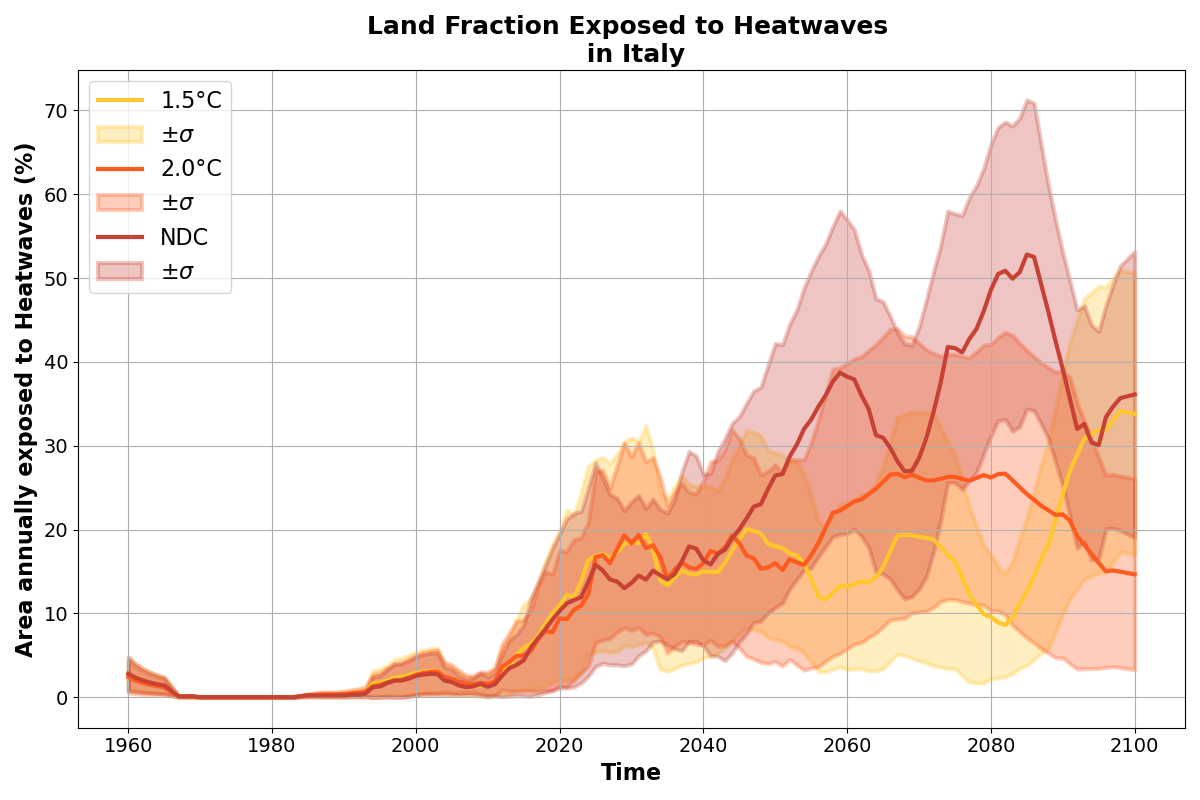 Land Fraction Exposed to Heatwaves
in Italy
Area annually exposed to Heatwaves (%)
70
60
50
40
30
20
10
0
1.5°C
±σ
2.0°C
±σ
NDC
±σ
1960
1980
2000
2020
2040
2060
2080
2100
Time